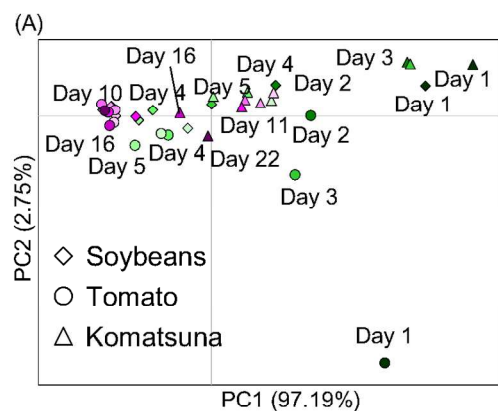 (A)
Day 16
Day 4
Day 3
Day 10
Day 4
Day 5
Day 2
Day 1
Day 1
Day 11
Day 2
Day 16
Day 4
Day 22
Day 5
Day 3
Soybeans
Tomato
Komatsuna
Day 1
PC2 (2.75%)
PC1 (97.19%)